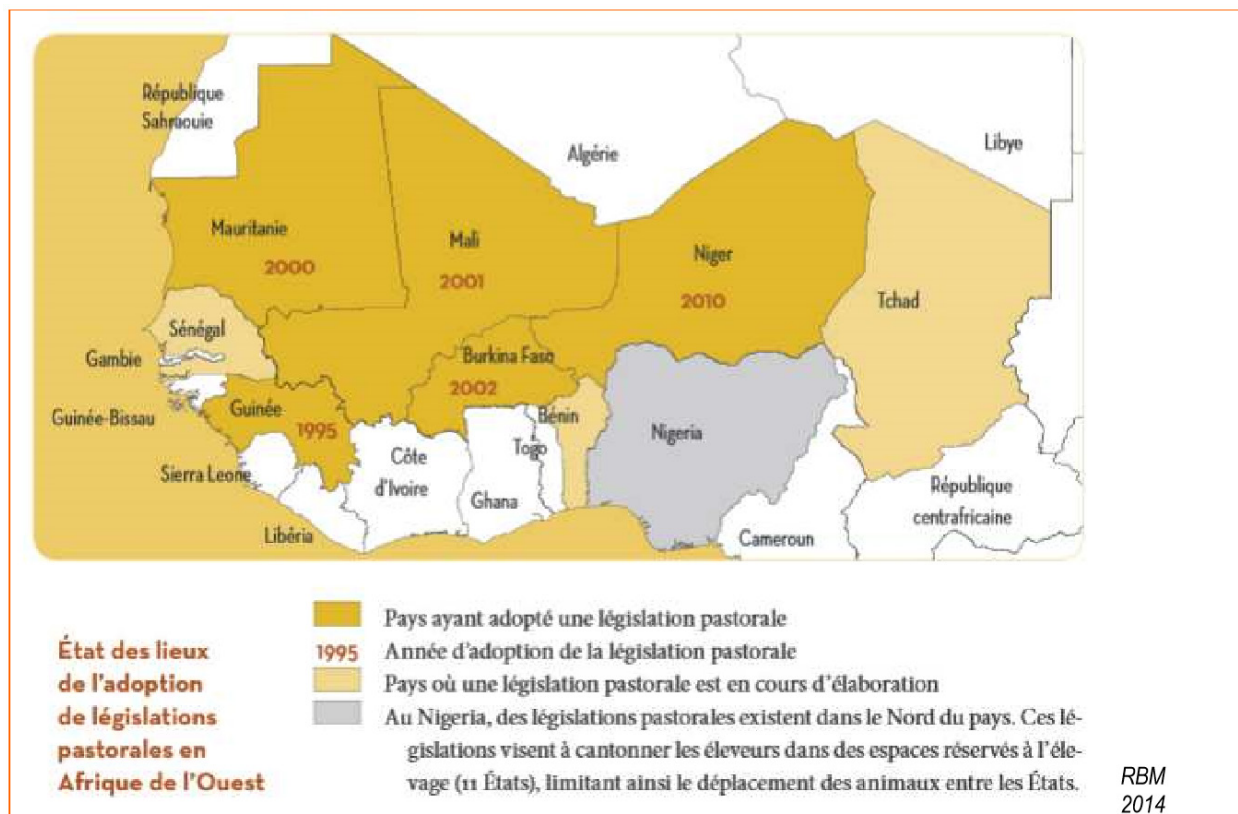 République
Sahraouie
Algérie
Libye
Mauritanie
2000
Mali
2001
Niger
2010
Tchad
Sénégal
Gambie
Burkina Faso
2002
Guinée
1995
Guinée-Bissau
Bénin
Togo
Nigeria
Sierra Leone
Côte
d'Ivoire
Ghana
Libéria
Cameroun
République
centrafricaine
État des lieux
de l'adoption
de législations
pastorales en
Afrique de l'Ouest
Pays ayant adopté une législation pastorale
1995 Année d'adoption de la législation pastorale
Pays où une législation pastorale est en cours d'élaboration
Au Nigeria, des législations pastorales existent dans le Nord du pays. Ces lé-
gislations visent à cantonner les éleveurs dans des espaces réservés à l'éle-
vage (11 États), limitant ainsi le déplacement des animaux entre les États.
RBM
2014